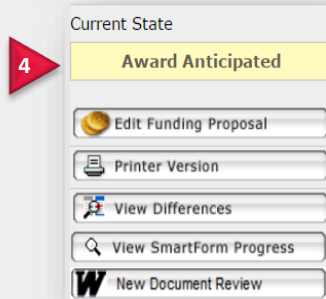 Current State
4
Award Anticipated
Edit Funding Proposal
Printer Version
View Differences
View SmartForm Progress
W New Document Review